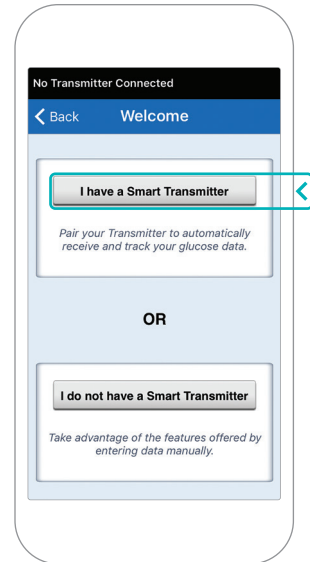 No Transmitter Connected
Back Welcome
I have a Smart Transmitter
Pair your Transmitter to automatically
receive and track your glucose data.
OR
I do not have a Smart Transmitter
Take advantage of the features offered by
entering data manually.